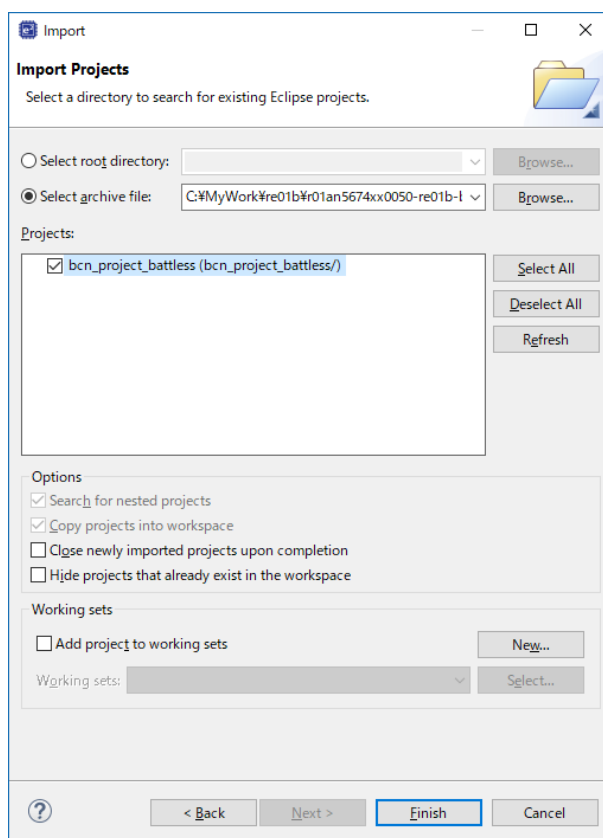 Import
Import Projects
Select a directory to search for existing Eclipse projects.
Select root directory:
Browse...
Select archive file:
C:¥MyWork¥re01b¥r01an5674xx0050-re01b-b
Browse...
Projects:
bcn_project_battless (bcn_project_battless/)
Select All
Deselect All
Refresh
Options
Search for nested projects
Copy projects into workspace
Close newly imported projects upon completion
Hide projects that already exist in the workspace
Working sets
Add project to working sets
New...
Working sets:
Select...
?
< Back
Next >
Finish
Cancel